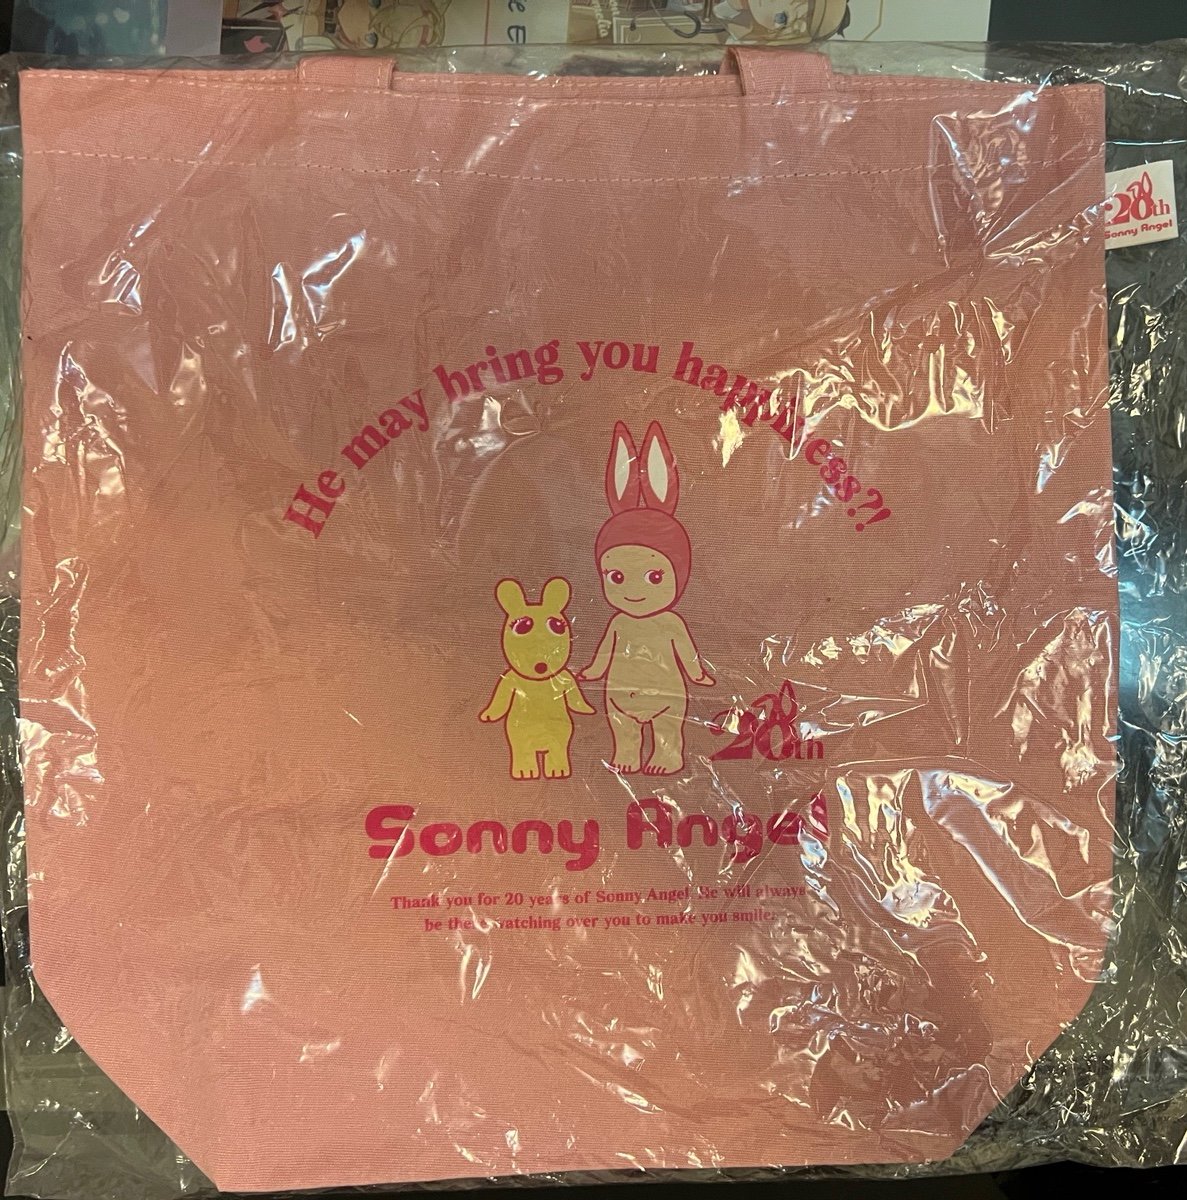 20th
Sonny Angel
He may bring you happiness?!
20th
Sonny Angel
Thank you for 20 years of Sonny Angel. He will always
be there watching over you to make you smile.